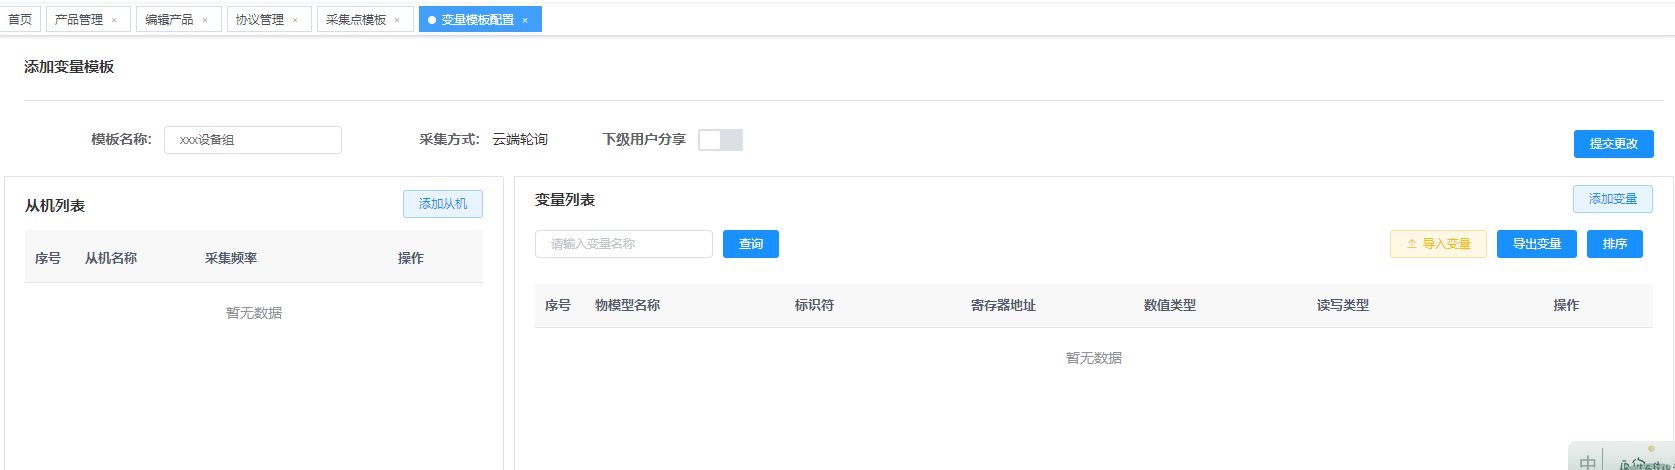 首页 产品管理 × 编辑产品 × 协议管理 × 采集点模板 × 变量模板配置 ×
添加变量模板
模板名称: xxx设备组 采集方式: 云端轮询 下级用户分享 提交更改
从机列表 添加从机
序号 从机名称 采集频率 操作
暂无数据
变量列表 添加变量
请输入变量名称 查询 导入变量 导出变量 排序
序号 物模型名称 标识符 寄存器地址 数值类型 读写类型 操作
暂无数据
中